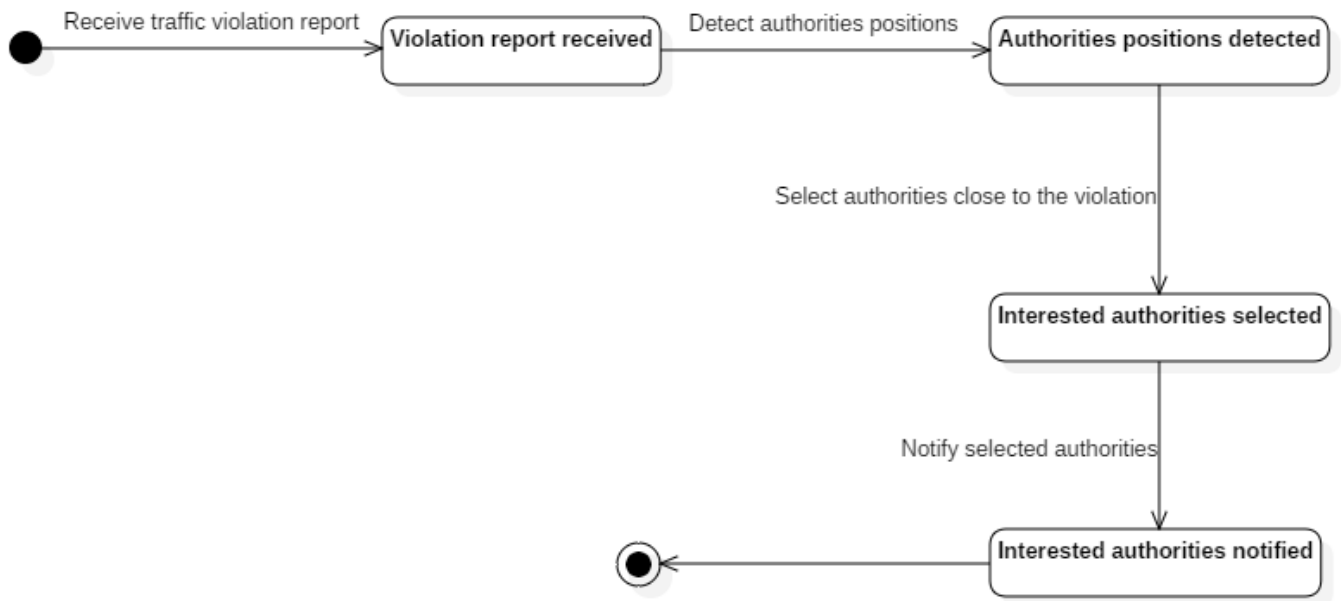 Receive traffic violation report
Violation report received
Detect authorities positions
Authorities positions detected
Select authorities close to the violation
Interested authorities selected
Notify selected authorities
Interested authorities notified